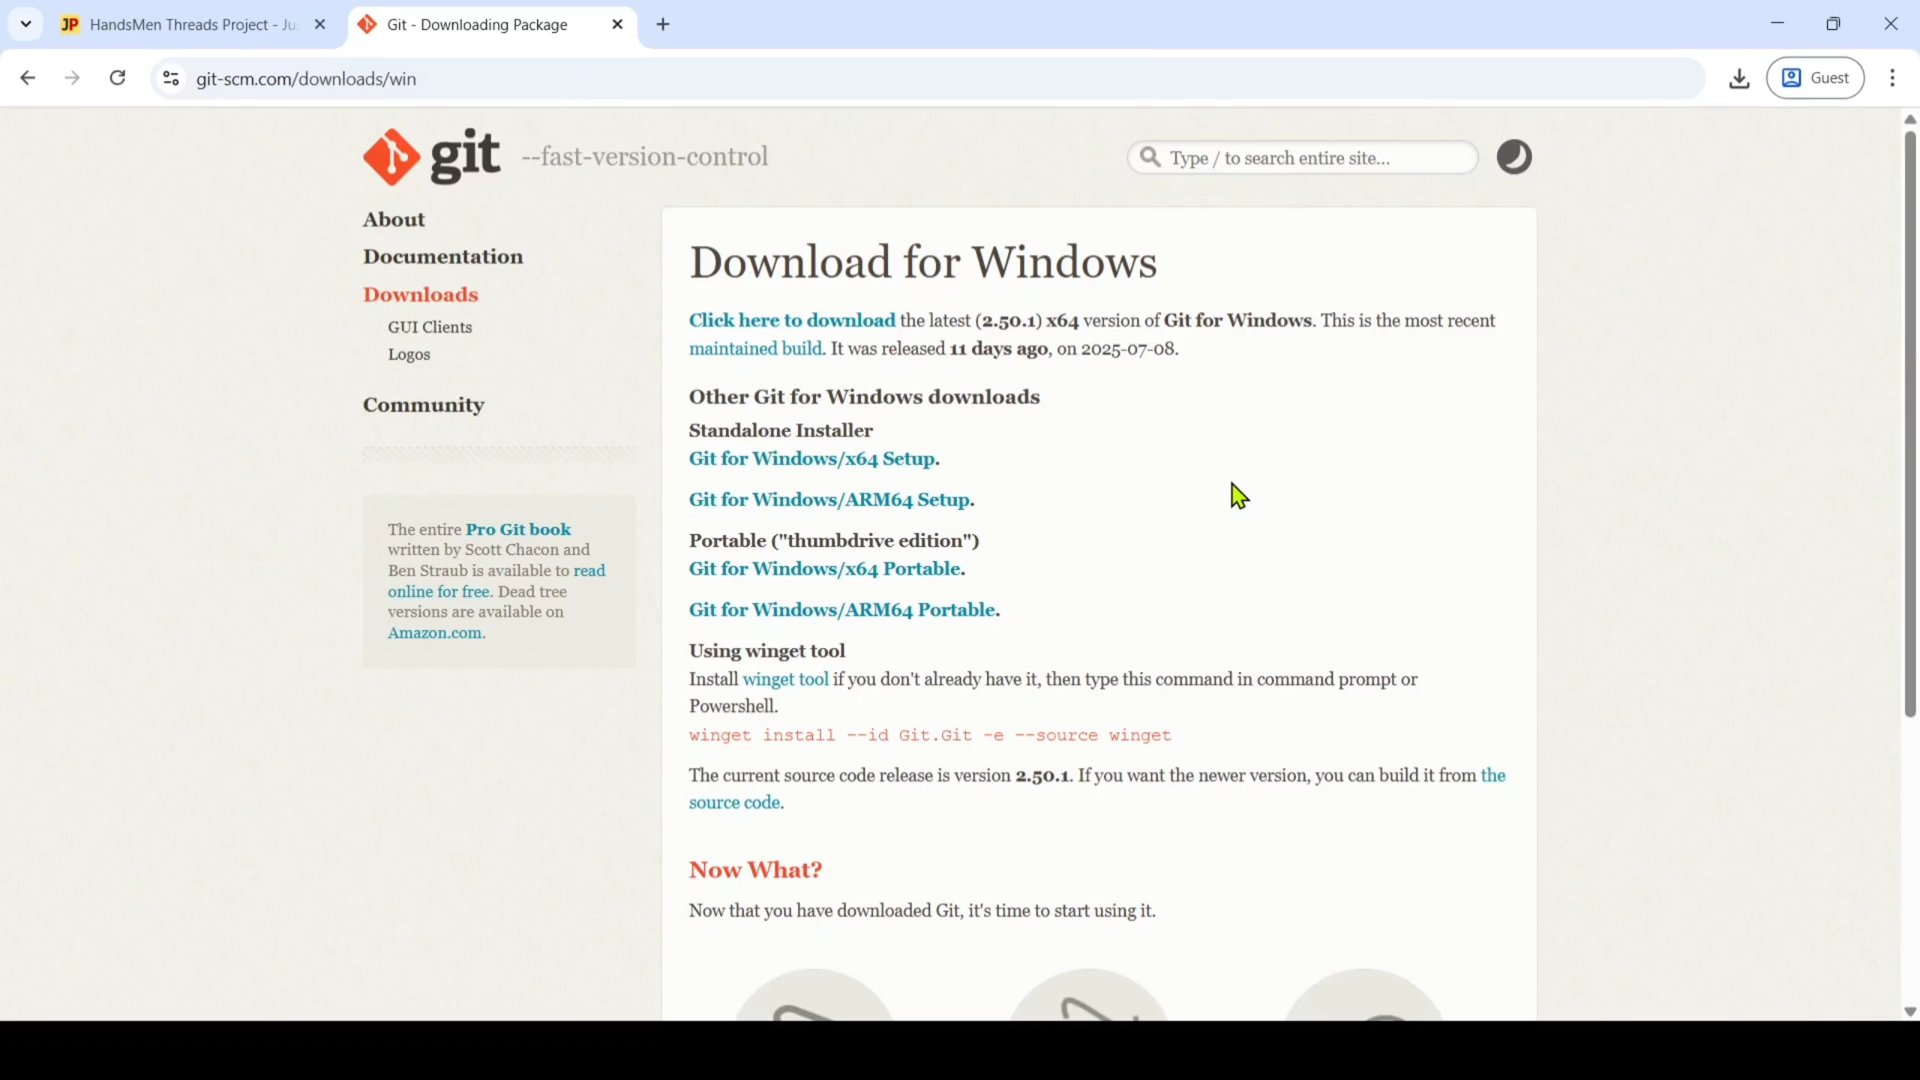 JP HandsMen Threads Project - Ju
Git - Downloading Package
git-scm.com/downloads/win
Guest
git --fast-version-control
Type / to search entire site...
About
Documentation
Downloads
GUI Clients
Logos
Community
The entire Pro Git book
written by Scott Chacon and
Ben Straub is available to read
online for free. Dead tree
versions are available on
Amazon.com.
Download for Windows
Click here to download the latest (2.50.1) x64 version of Git for Windows. This is the most recent
maintained build. It was released 11 days ago, on 2025-07-08.
Other Git for Windows downloads
Standalone Installer
Git for Windows/x64 Setup.
Git for Windows/ARM64 Setup.
Portable ("thumbdrive edition")
Git for Windows/x64 Portable.
Git for Windows/ARM64 Portable.
Using winget tool
Install winget tool if you don't already have it, then type this command in command prompt or
Powershell.
winget install --id Git.Git -e --source winget
The current source code release is version 2.50.1. If you want the newer version, you can build it from the
source code.
Now What?
Now that you have downloaded Git, it's time to start using it.